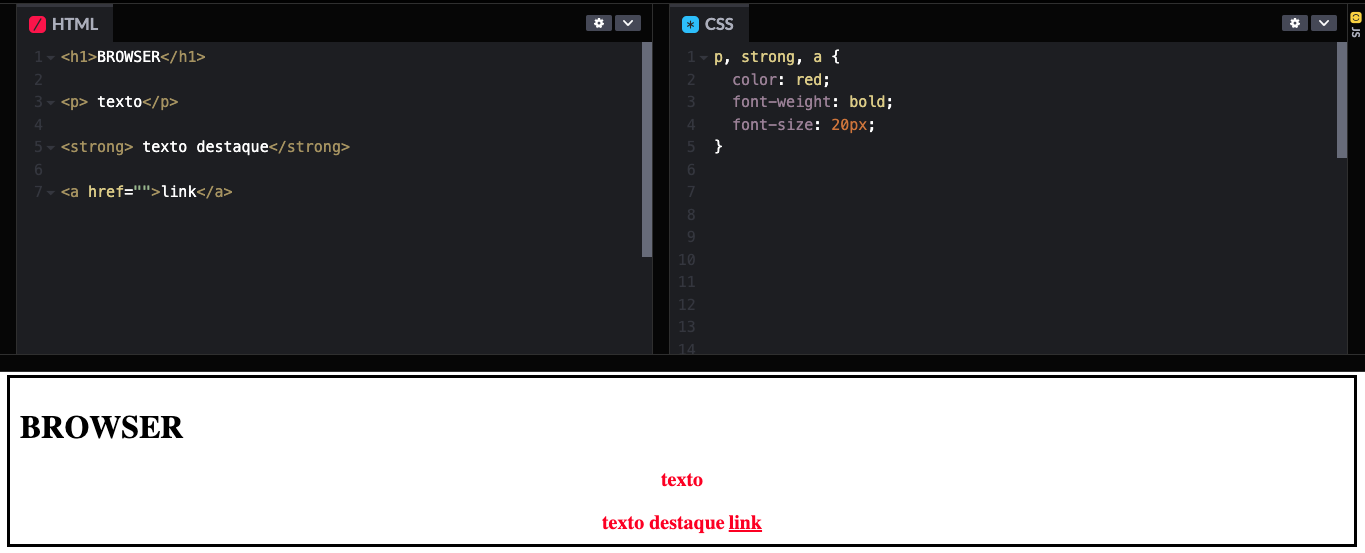 HTML
1 <h1>BROWSER</h1>
2
3 <p> texto</p>
4
5 <strong> texto destaque</strong>
6
7 <a href="">link</a>
CSS
1 p, strong, a {
2 color: red;
3 font-weight: bold;
4 font-size: 20px;
5 }
6
7
8
9
10
11
12
13
14
JS
BROWSER
texto
texto destaque link